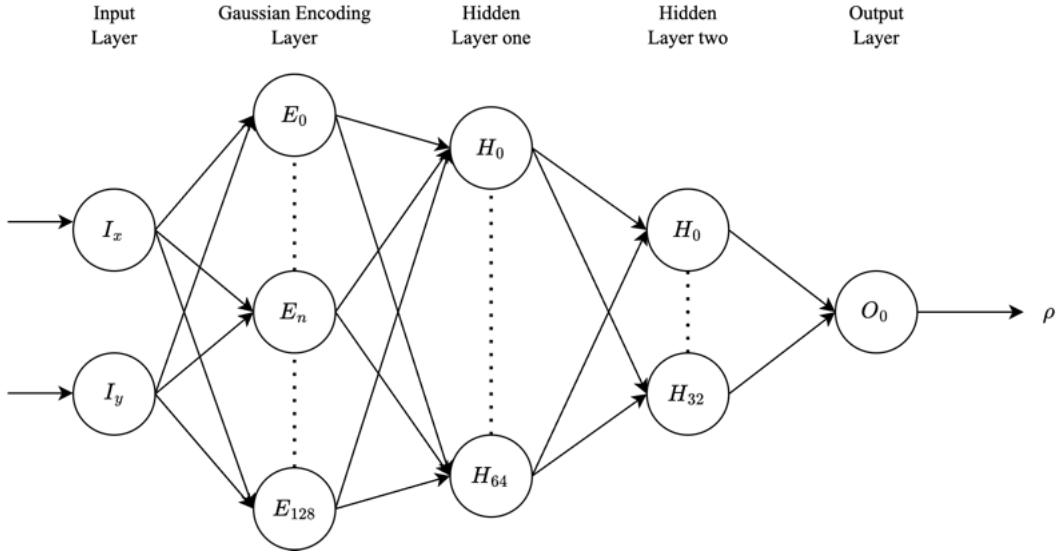 Input
Layer
Gaussian Encoding
Layer
Hidden
Layer one
Hidden
Layer two
Output
Layer
E₀
H₀
Iₓ
H₀
Eₙ
O₀
ρ
I_y
H₃₂
H₆₄
E₁₂₈